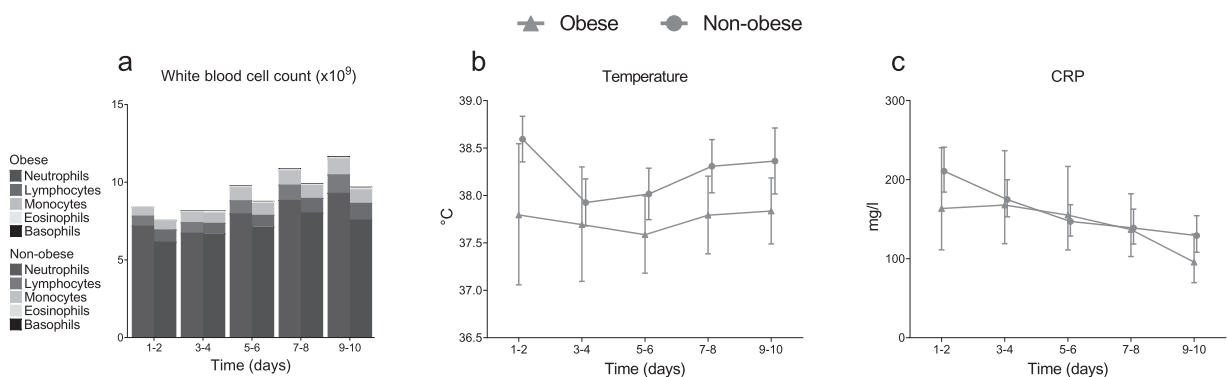 Obese Non-obese
a
White blood cell count (x10⁹)
15
10
5
0
1-2 3-4 5-6 7-8 9-10
Time (days)
Obese
Neutrophils
Lymphocytes
Monocytes
Eosinophils
Basophils
Non-obese
Neutrophils
Lymphocytes
Monocytes
Eosinophils
Basophils
b
Temperature
°C
39.0
38.5
38.0
37.5
37.0
36.5
1-2 3-4 5-6 7-8 9-10
Time (days)
c
CRP
mg/l
300
200
100
0
1-2 3-4 5-6 7-8 9-10
Time (days)